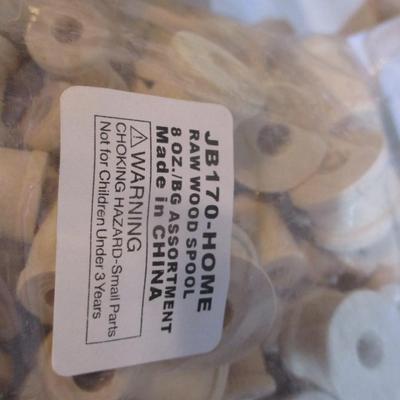 JB170-HOME
RAW WOOD SPOOL
8 OZ./BG ASSORTMENT
Made in CHINA
⚠WARNING
CHOKING HAZARD-Small Parts
Not for Children Under 3 Years